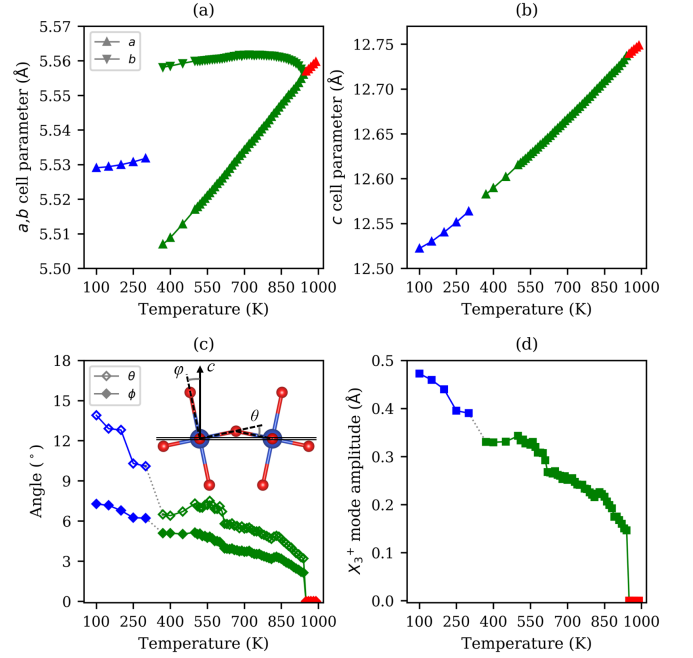 (a)
a
b
5.57
5.56
5.55
5.54
5.53
5.52
5.51
5.50
a,b cell parameter (Å)
100 250 400 550 700 850 1000
Temperature (K)
(b)
12.75
12.70
12.65
12.60
12.55
12.50
c cell parameter (Å)
100 250 400 550 700 850 1000
Temperature (K)
(c)
θ
ϕ
φ
c
θ
18
15
12
9
6
3
0
Angle (°)
100 250 400 550 700 850 1000
Temperature (K)
(d)
0.5
0.4
0.3
0.2
0.1
0.0
X₃⁺ mode amplitude (Å)
100 250 400 550 700 850 1000
Temperature (K)